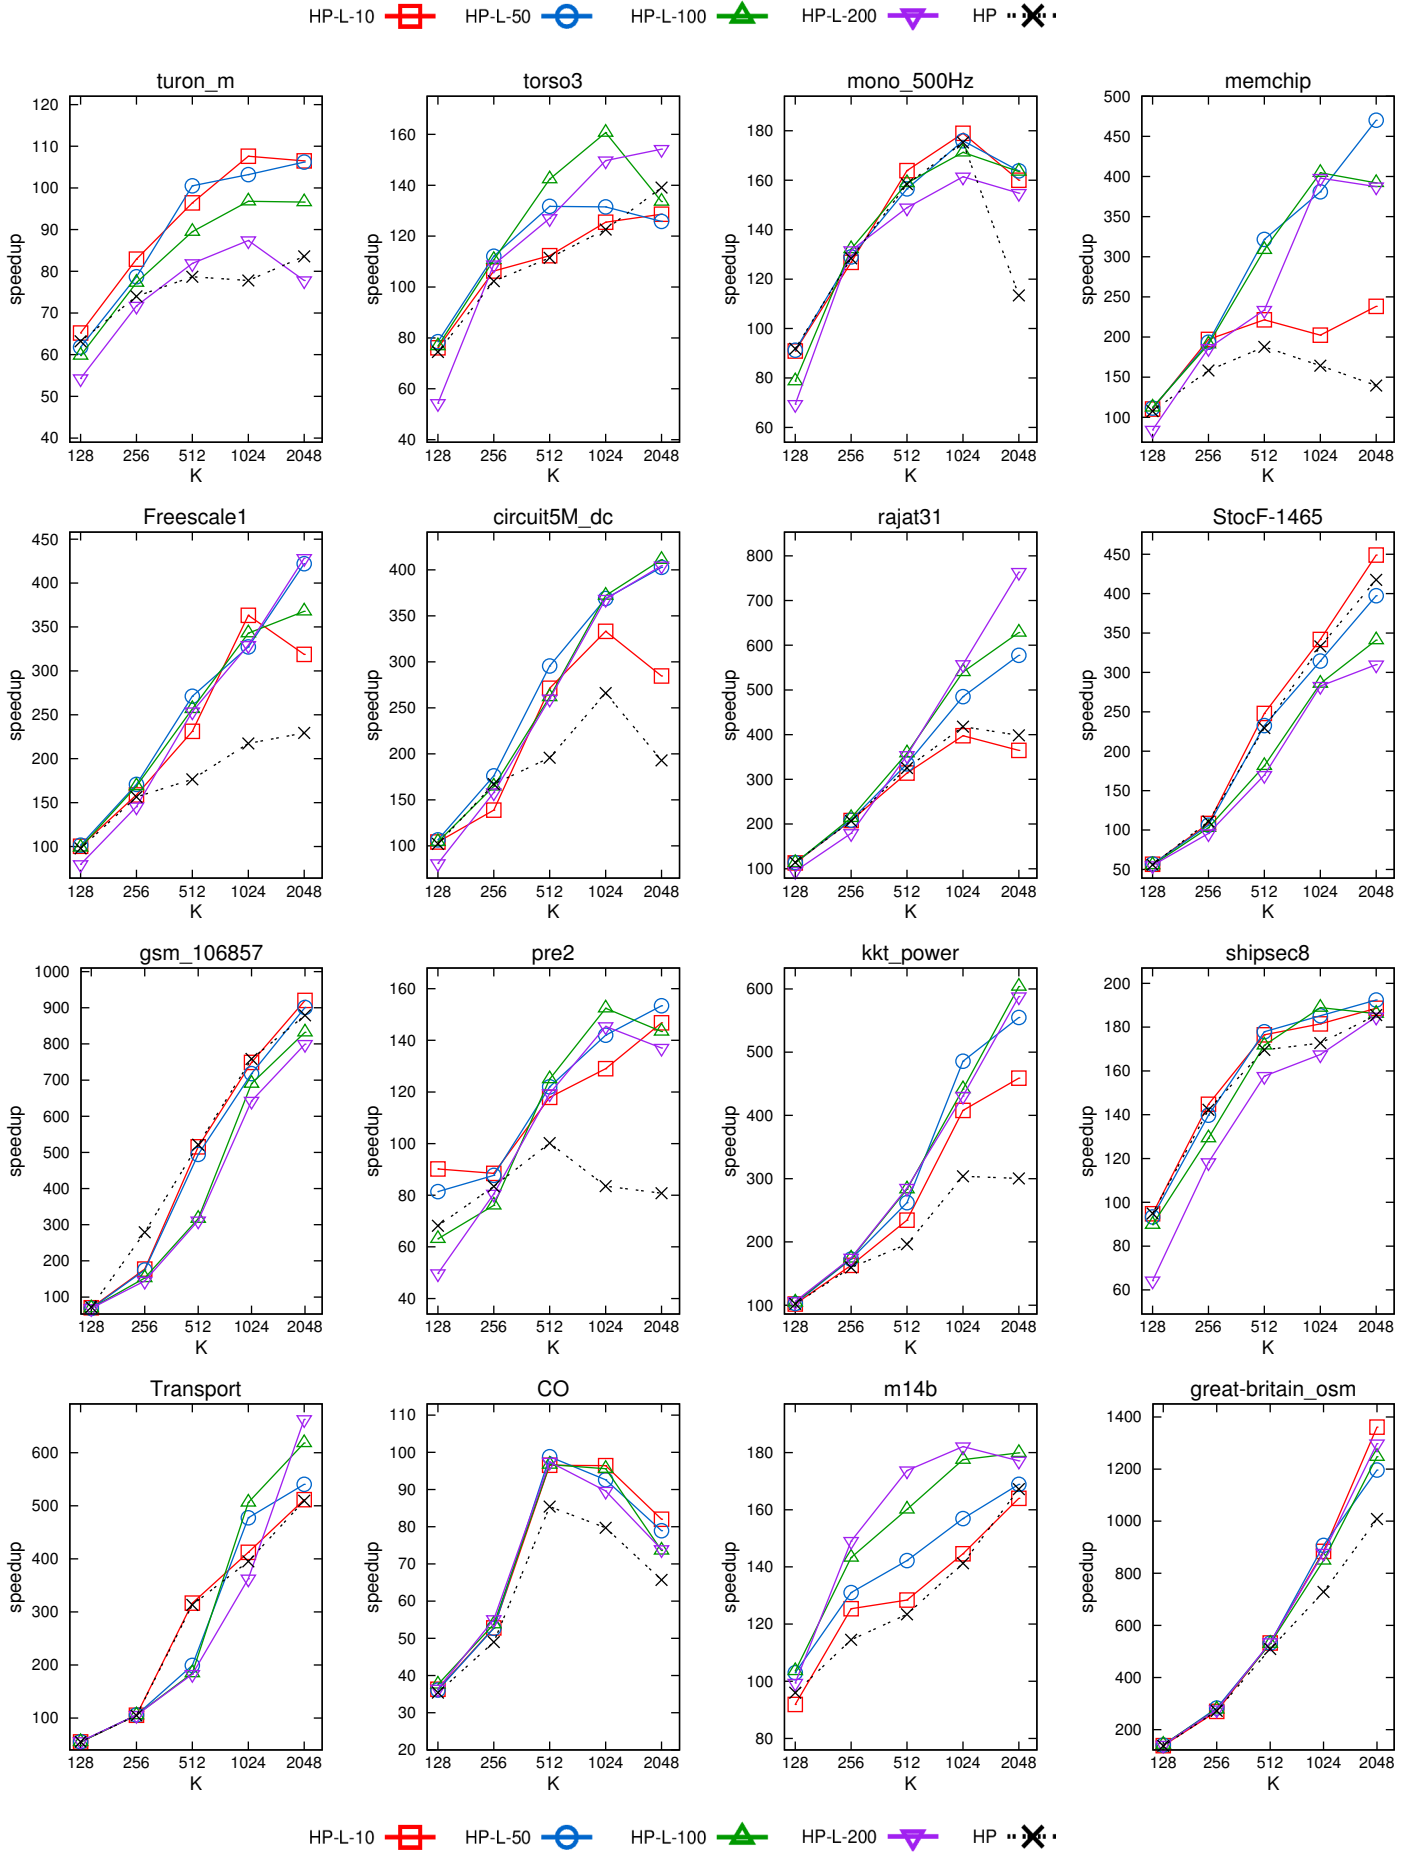 HP-L-10 HP-L-50 HP-L-100 HP-L-200 HP
turon_m
120
110
100
90
80
70
60
50
40
speedup
128 256 512 1024 2048
K
torso3
160
140
120
100
80
60
40
speedup
128 256 512 1024 2048
K
mono_500Hz
180
160
140
120
100
80
60
speedup
128 256 512 1024 2048
K
memchip
500
450
400
350
300
250
200
150
100
speedup
128 256 512 1024 2048
K
Freescale1
450
400
350
300
250
200
150
100
speedup
128 256 512 1024 2048
K
circuit5M_dc
400
350
300
250
200
150
100
speedup
128 256 512 1024 2048
K
rajat31
800
700
600
500
400
300
200
100
speedup
128 256 512 1024 2048
K
StocF-1465
450
400
350
300
250
200
150
100
50
speedup
128 256 512 1024 2048
K
gsm_106857
1000
900
800
700
600
500
400
300
200
100
speedup
128 256 512 1024 2048
K
pre2
160
140
120
100
80
60
40
speedup
128 256 512 1024 2048
K
kkt_power
600
500
400
300
200
100
speedup
128 256 512 1024 2048
K
shipsec8
200
180
160
140
120
100
80
60
speedup
128 256 512 1024 2048
K
Transport
600
500
400
300
200
100
speedup
128 256 512 1024 2048
K
CO
110
100
90
80
70
60
50
40
30
20
speedup
128 256 512 1024 2048
K
m14b
180
160
140
120
100
80
speedup
128 256 512 1024 2048
K
great-britain_osm
1400
1200
1000
800
600
400
200
speedup
128 256 512 1024 2048
K
HP-L-10 HP-L-50 HP-L-100 HP-L-200 HP